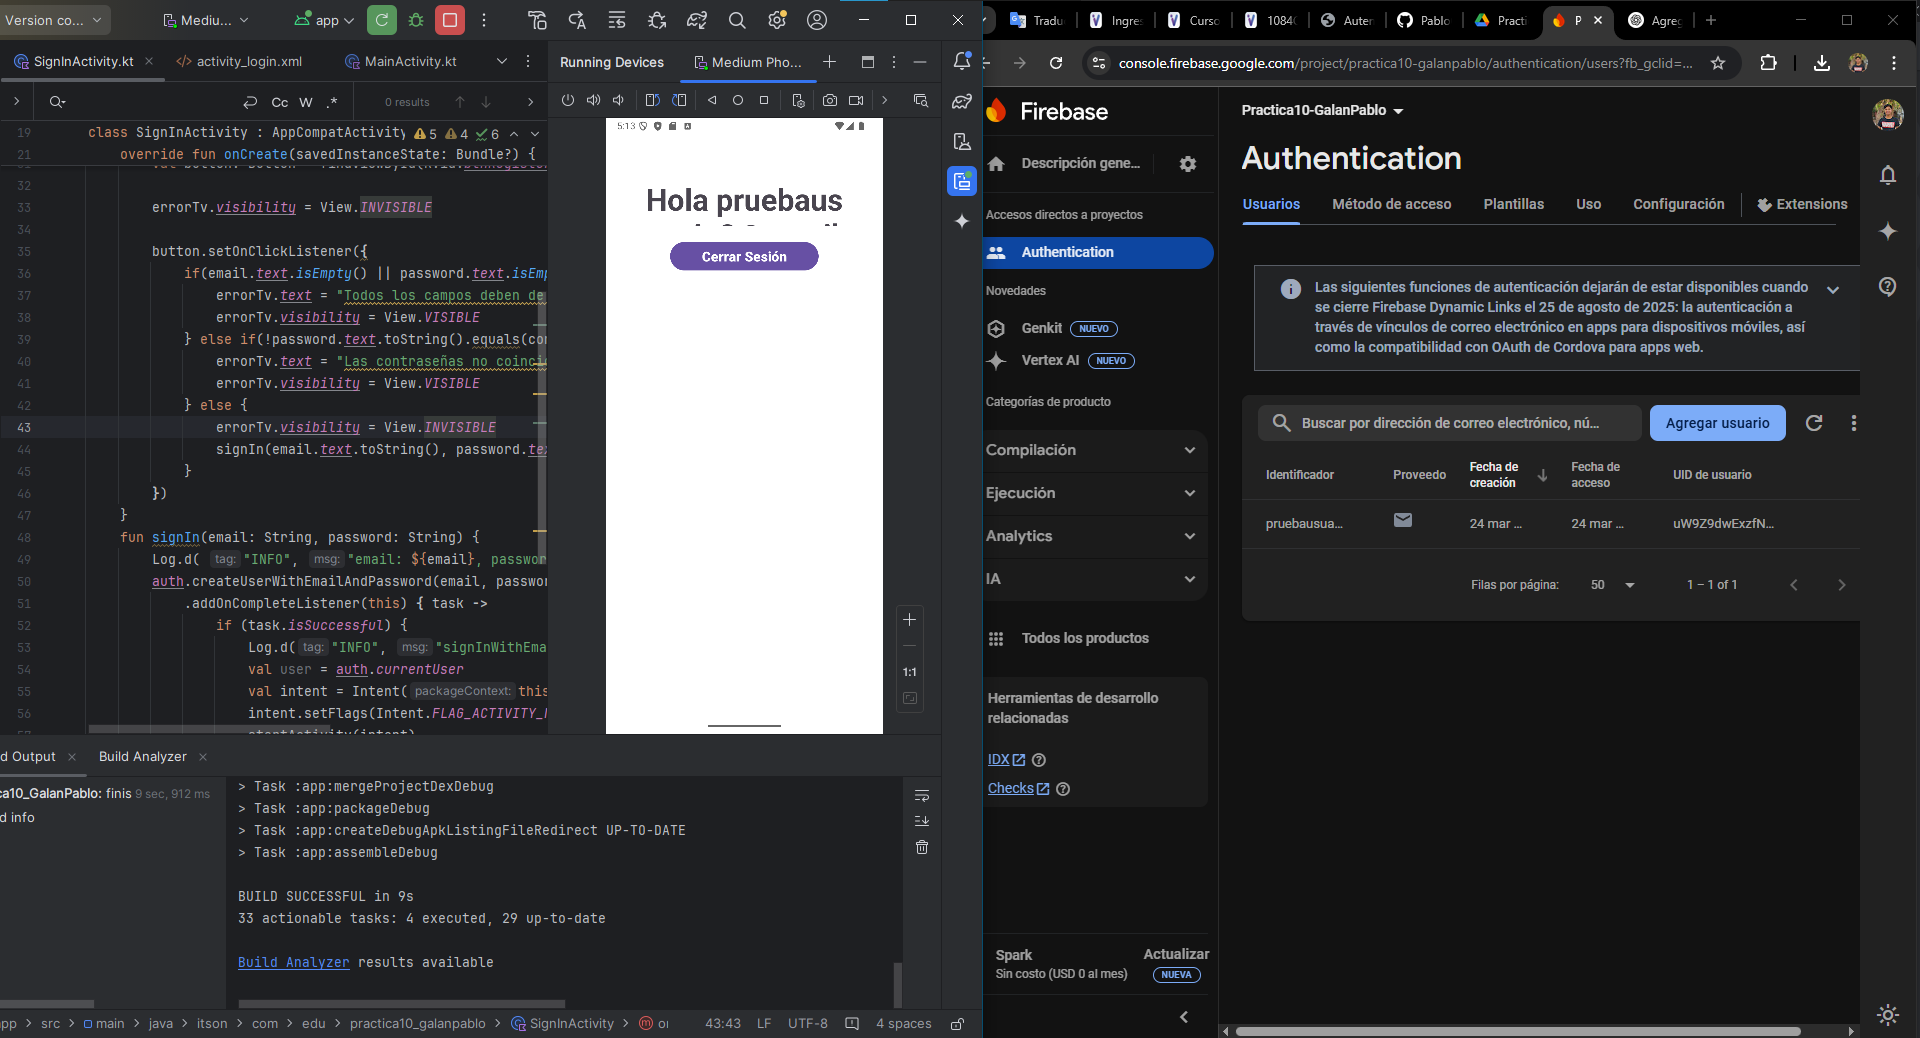 Version co...
Mediu...
app
SignInActivity.kt
activity_login.xml
MainActivity.kt
Cc
W
.*
0 results
19 class SignInActivity : AppCompatActivity
5 4 6
21 override fun onCreate(savedInstanceState: Bundle?) {
32
33 errorTv.visibility = View.INVISIBLE
34
35 button.setOnClickListener({
36 if(email.text.isEmpty() || password.text.isEmp
37 errorTv.text = "Todos los campos deben de
38 errorTv.visibility = View.VISIBLE
39 } else if(!password.text.toString().equals(con
40 errorTv.text = "Las contraseñas no coinci
41 errorTv.visibility = View.VISIBLE
42 } else {
43 errorTv.visibility = View.INVISIBLE
44 signIn(email.text.toString(), password.te
45 }
46 })
47 }
48 fun signIn(email: String, password: String) {
49 Log.d( tag: "INFO", msg: "email: ${email}, passwor
50 auth.createUserWithEmailAndPassword(email, passwor
51 .addOnCompleteListener(this) { task ->
52 if (task.isSuccessful) {
53 Log.d( tag: "INFO", msg: "signInWithEma
54 val user = auth.currentUser
55 val intent = Intent( packageContext: this
56 intent.setFlags(Intent.FLAG_ACTIVITY_
startActivity(intent)
Running Devices
Medium Pho...
5:13
Hola pruebaus
Cerrar Sesión
1:1
d Output
Build Analyzer
ca10_GalanPablo: finis 9 sec, 912 ms
d info
> Task :app:mergeProjectDexDebug
> Task :app:packageDebug
> Task :app:createDebugApkListingFileRedirect UP-TO-DATE
> Task :app:assembleDebug
BUILD SUCCESSFUL in 9s
33 actionable tasks: 4 executed, 29 up-to-date
Build Analyzer results available
pp > src > main > java > itson > com > edu > practica10_galanpablo > SignInActivity >
43:43
LF
UTF-8
4 spaces
Tradu
Ingres
Curso
1084
Auten
Pablo
Practi
P
Agreg
console.firebase.google.com/project/practica10-galanpablo/authentication/users?fb_gclid=...
Firebase
Descripción gene...
Accesos directos a proyectos
Authentication
Novedades
Genkit NUEVO
Vertex AI NUEVO
Categorías de producto
Compilación
Ejecución
Analytics
IA
Todos los productos
Herramientas de desarrollo
relacionadas
IDX
Checks
Spark
Sin costo (USD 0 al mes)
Actualizar
NUEVA
Practica10-GalanPablo
Authentication
Usuarios
Método de acceso
Plantillas
Uso
Configuración
Extensions
Las siguientes funciones de autenticación dejarán de estar disponibles cuando
se cierre Firebase Dynamic Links el 25 de agosto de 2025: la autenticación a
través de vínculos de correo electrónico en apps para dispositivos móviles, así
como la compatibilidad con OAuth de Cordova para apps web.
Buscar por dirección de correo electrónico, nú...
Agregar usuario
Identificador
Proveedo
Fecha de
creación
Fecha de
acceso
UID de usuario
pruebausua...
24 mar ...
24 mar ...
uW9Z9dwExzfN...
Filas por página:
50
1 – 1 of 1